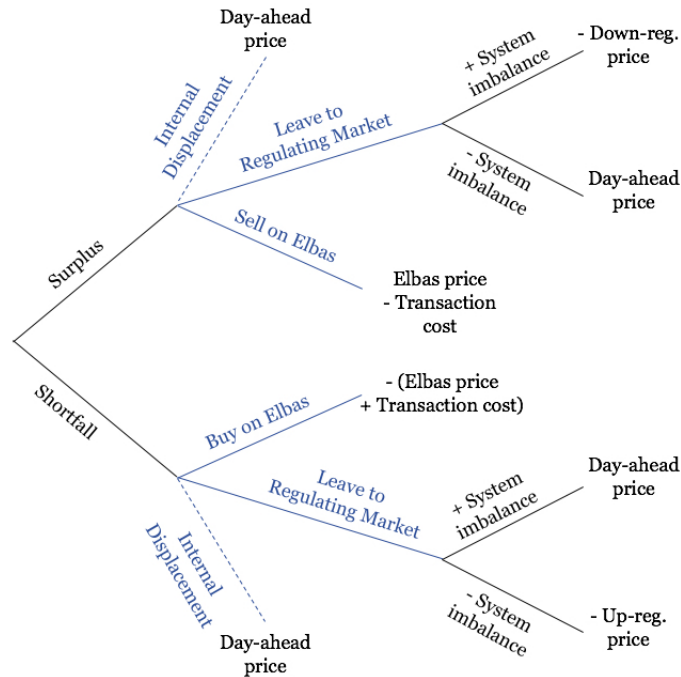 Day-ahead
price
Internal
Displacement
Leave to
Regulating Market
+ System
imbalance
- Down-reg.
price
- System
imbalance
Day-ahead
price
Surplus
Sell on Elbas
Elbas price
- Transaction
cost
Shortfall
Buy on Elbas
- (Elbas price
+ Transaction cost)
Leave to
Regulating Market
+ System
imbalance
Day-ahead
price
- System
imbalance
- Up-reg.
price
Internal
Displacement
Day-ahead
price